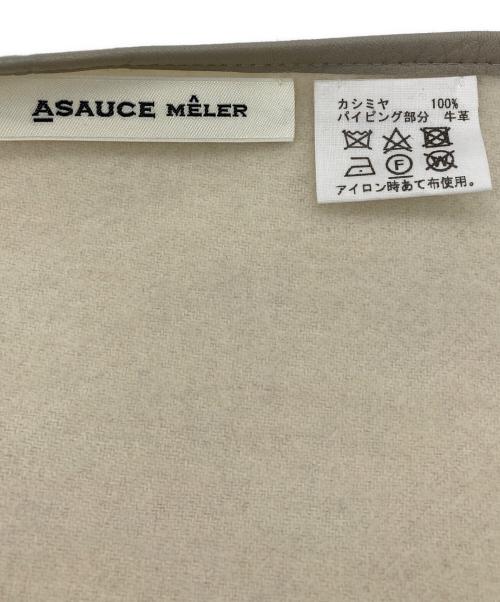 ASAUCE MÊLER
カシミヤ 100%
パイピング部分 牛革
F W
アイロン時あて布使用。